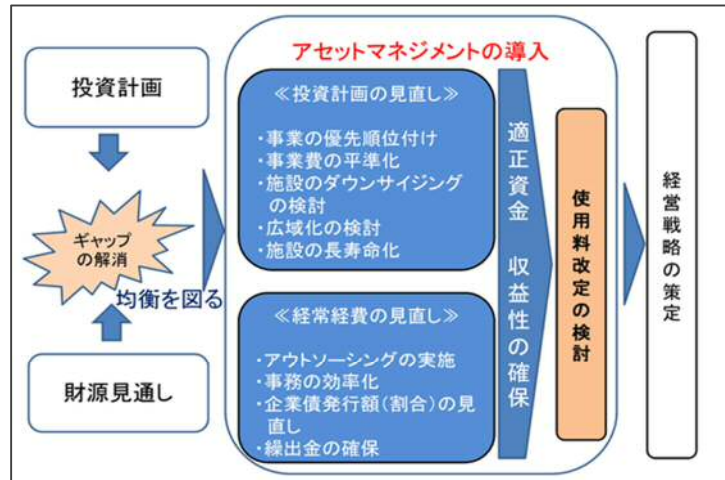 アセットマネジメントの導入
投資計画
ギャップ
の解消
均衡を図る
財源見通し
≪投資計画の見直し≫
・事業の優先順位付け
・事業費の平準化
・施設のダウンサイジング
の検討
・広域化の検討
・施設の長寿命化
≪経常経費の見直し≫
・アウトソーシングの実施
・事務の効率化
・企業債発行額(割合)の見
直し
・繰出金の確保
適正資金 収益性の確保
使用料改定の検討
経営戦略の策定